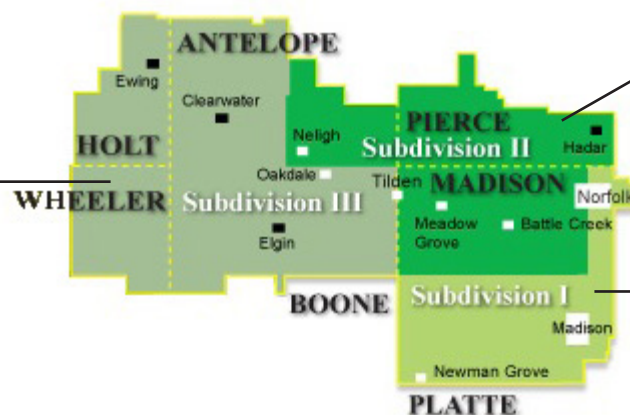 ANTELOPE
Ewing
Clearwater
PIERCE
HOLT
Neligh
Subdivision II
Hadar
Oakdale
Tilden
MADISON
WHEELER
Subdivision III
Norfolk
Meadow
Grove
Battle Creek
Elgin
BOONE
Subdivision I
Madison
Newman Grove
PLATTE